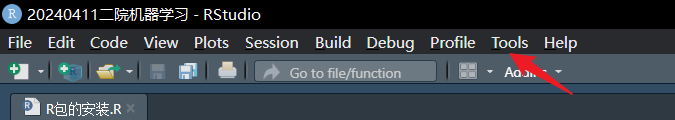 20240411二院机器学习 - RStudio
File Edit Code View Plots Session Build Debug Profile Tools Help
Go to file/function Addins
R包的安装.R